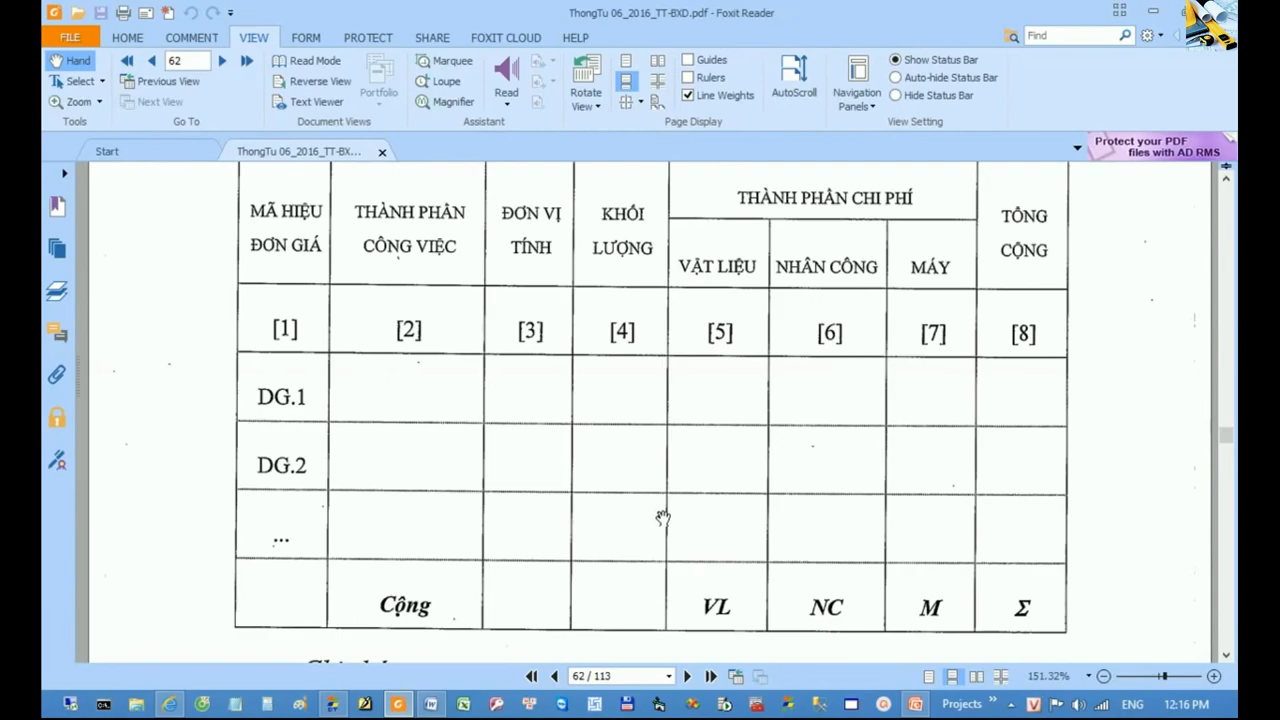 ThongTu 06_2016_TT-BXD.pdf - Foxit Reader
FILE HOME COMMENT VIEW FORM PROTECT SHARE FOXIT CLOUD HELP
Find
Hand
Select
Zoom
Tools
62
Previous View
Next View
Go To
Read Mode
Reverse View
Text Viewer
Portfolio
Document Views
Marquee
Loupe
Magnifier
Read
Assistant
Rotate
View
Guides
Rulers
Line Weights
Page Display
AutoScroll
Navigation
Panels
Show Status Bar
Auto-hide Status Bar
Hide Status Bar
View Setting
Start
ThongTu 06_2016_TT-BX...
Protect your PDF
files with AD RMS
MÃ HIỆU
ĐƠN GIÁ
THÀNH PHẦN
CÔNG VIỆC
ĐƠN VỊ
TÍNH
KHỐI
LƯỢNG
THÀNH PHẦN CHI PHÍ
VẬT LIỆU
NHÂN CÔNG
MÁY
TỔNG
CỘNG
[1] [2] [3] [4] [5] [6] [7] [8]
DG.1
DG.2
...
Cộng VL NC M Σ
62 / 113
151.32%
Projects
ENG
12:16 PM